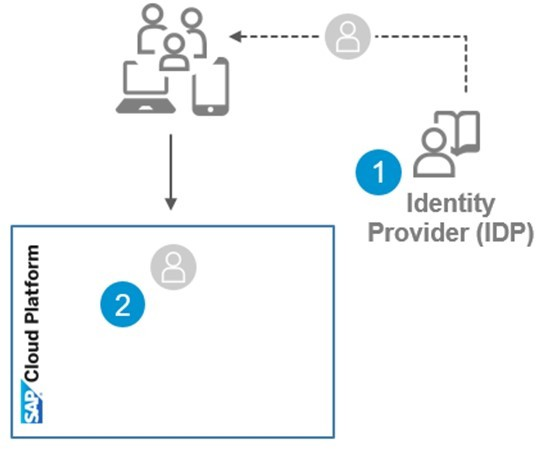 1
Identity
Provider (IDP)
2
SAP Cloud Platform